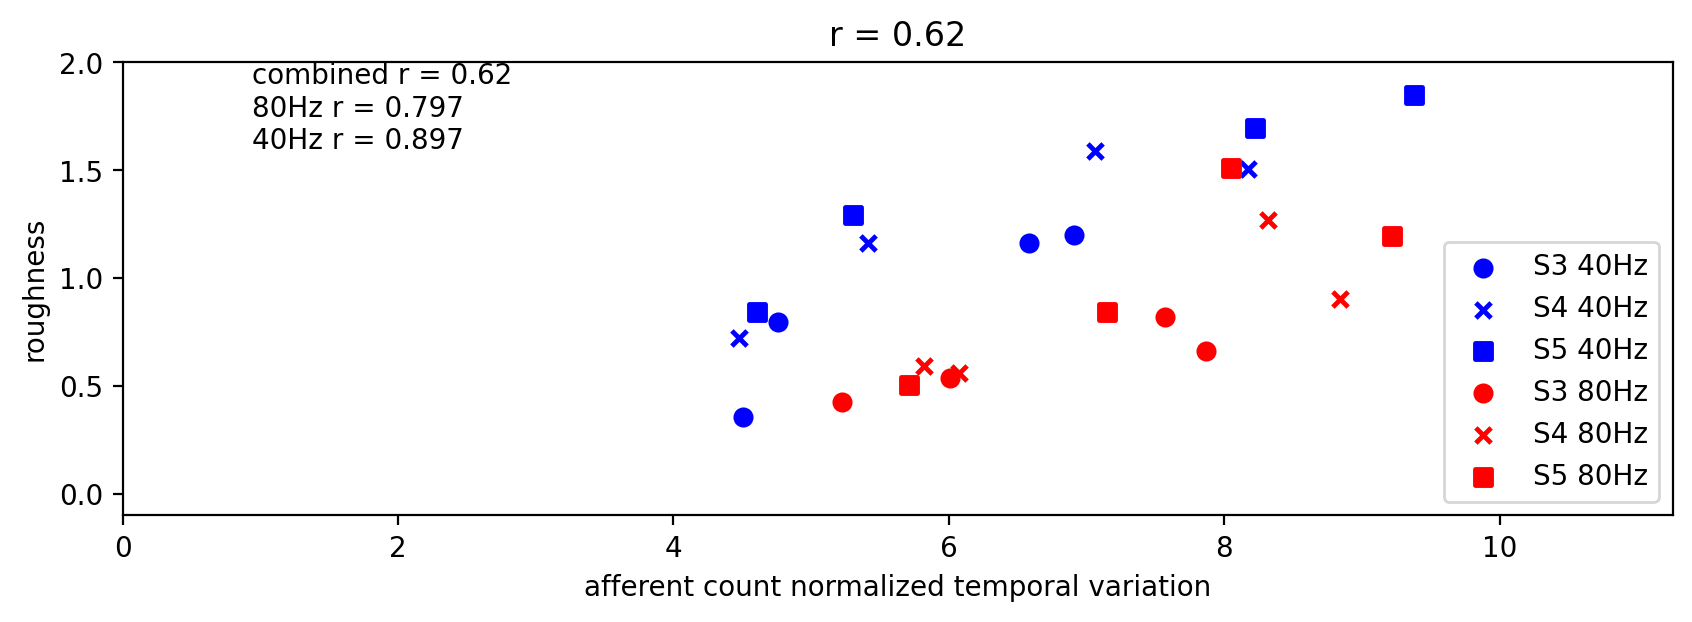 r = 0.62
combined r = 0.62
80Hz r = 0.797
40Hz r = 0.897
2.0
1.5
1.0
0.5
0.0
roughness
S3 40Hz
S4 40Hz
S5 40Hz
S3 80Hz
S4 80Hz
S5 80Hz
0 2 4 6 8 10
afferent count normalized temporal variation